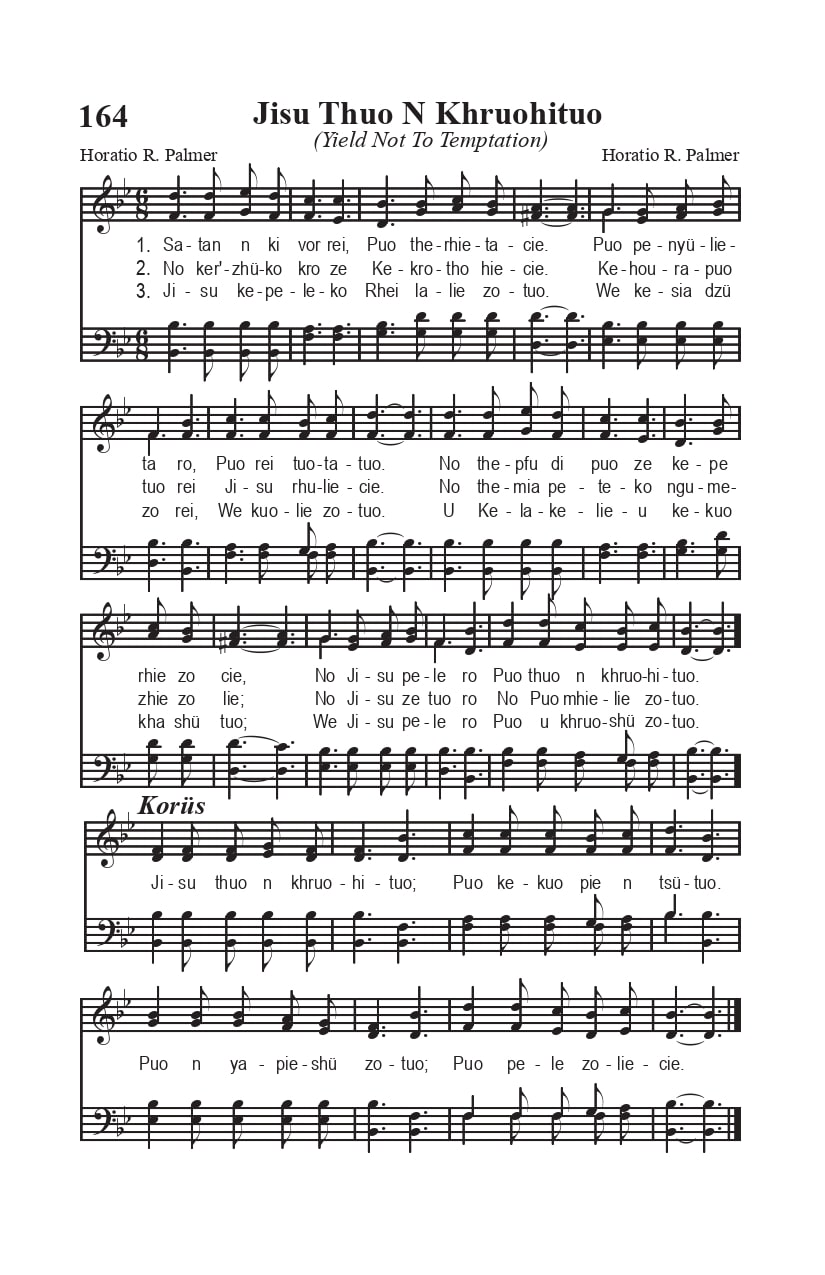 164
Jisu Thuo N Khruohituo
(Yield Not To Temptation)
Horatio R. Palmer
Horatio R. Palmer
1. Sa - tan n ki vor rei, Puo the-rhie-ta - cie. Puo pe - nyü-lie -
2. No ker'-zhü-ko kro ze Ke - kro-tho hie - cie. Ke-hou - ra - puo
3. Ji - su ke-pe - le-ko Rhei la - lie zo - tuo. We ke - sia dzü
ta ro, Puo rei tuo-ta - tuo. No the - pfu di puo ze ke - pe
tuo rei Ji - su rhu-lie - cie. No the-mia pe - te - ko ngu-me-
zo rei, We kuo - lie zo - tuo. U Ke - la - ke - lie - u ke-kuo
rhie zo cie, No Ji - su pe - le ro Puo thuo n khruo-hi - tuo.
zhie zo lie; No Ji - su ze tuo ro No Puo mhie-lie zo - tuo.
kha shü tuo; We Ji - su pe - le ro Puo u khruo-shü zo - tuo.
Korüs
Ji - su thuo n khruo - hi - tuo; Puo ke - kuo pie n tsü-tuo.
Puo n ya - pie-shü zo - tuo; Puo pe - le zo - lie - cie.